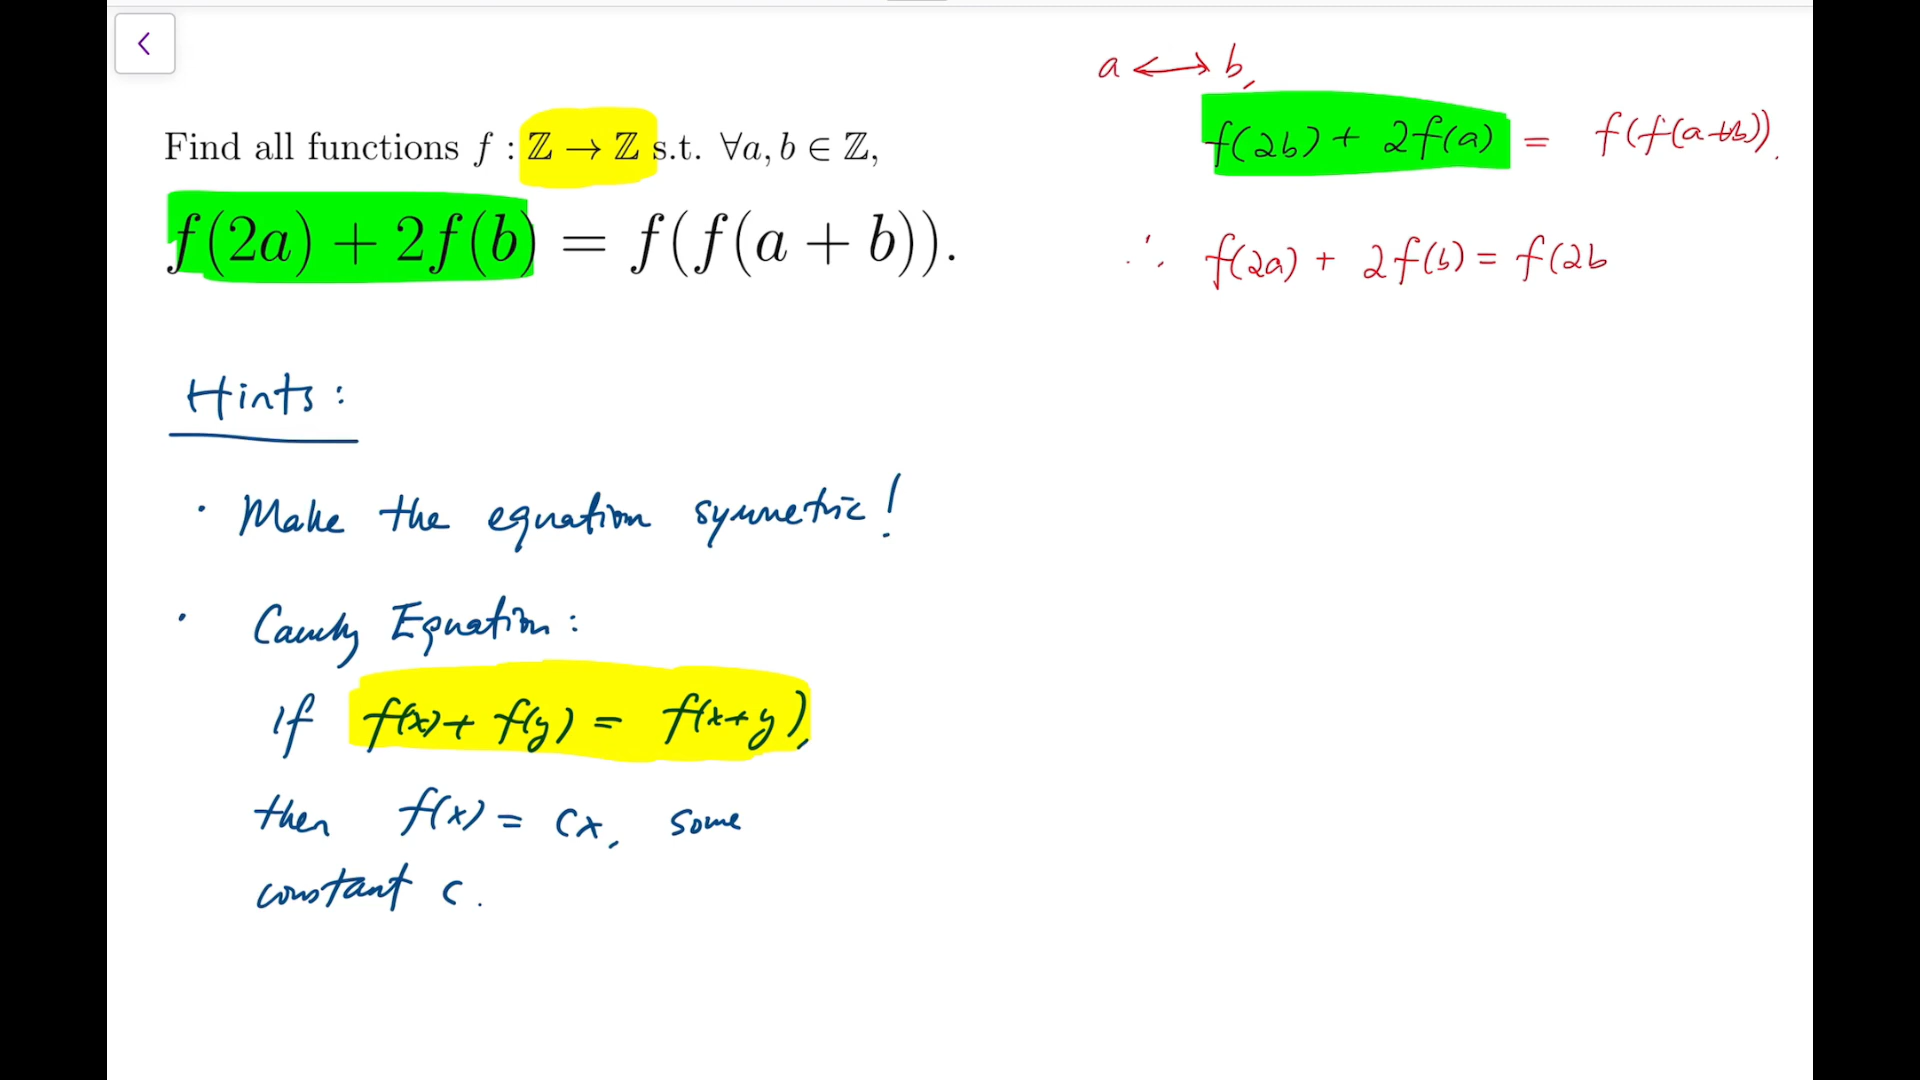 Find all functions f : ℤ → ℤ s.t. ∀a, b ∈ ℤ,
f(2a) + 2f(b) = f(f(a + b)).
Hints:
· Make the equation symmetric!
· Cauchy Equation:
If f(x) + f(y) = f(x+y),
then f(x) = cx, some
constant c.
a ↔ b,
f(2b) + 2f(a) = f(f(a+b)).
∴ f(2a) + 2f(b) = f(2b